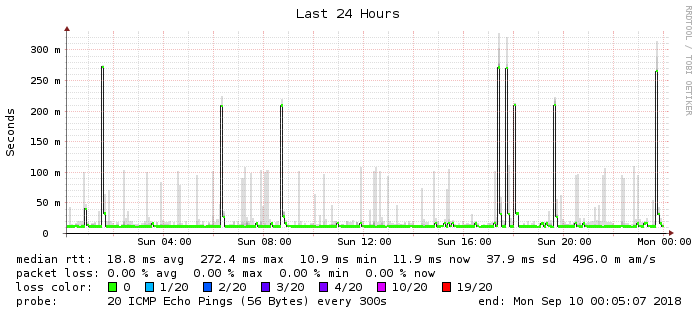 Last 24 Hours
RRDTOOL / TOBI OETIKER
Seconds
300 m
250 m
200 m
150 m
100 m
50 m
0
Sun 04:00 Sun 08:00 Sun 12:00 Sun 16:00 Sun 20:00 Mon 00:00
median rtt: 18.8 ms avg 272.4 ms max 10.9 ms min 11.9 ms now 37.9 ms sd 496.0 m am/s
packet loss: 0.00 % avg 0.00 % max 0.00 % min 0.00 % now
loss color: 0 1/20 2/20 3/20 4/20 10/20 19/20
probe: 20 ICMP Echo Pings (56 Bytes) every 300s end: Mon Sep 10 00:05:07 2018